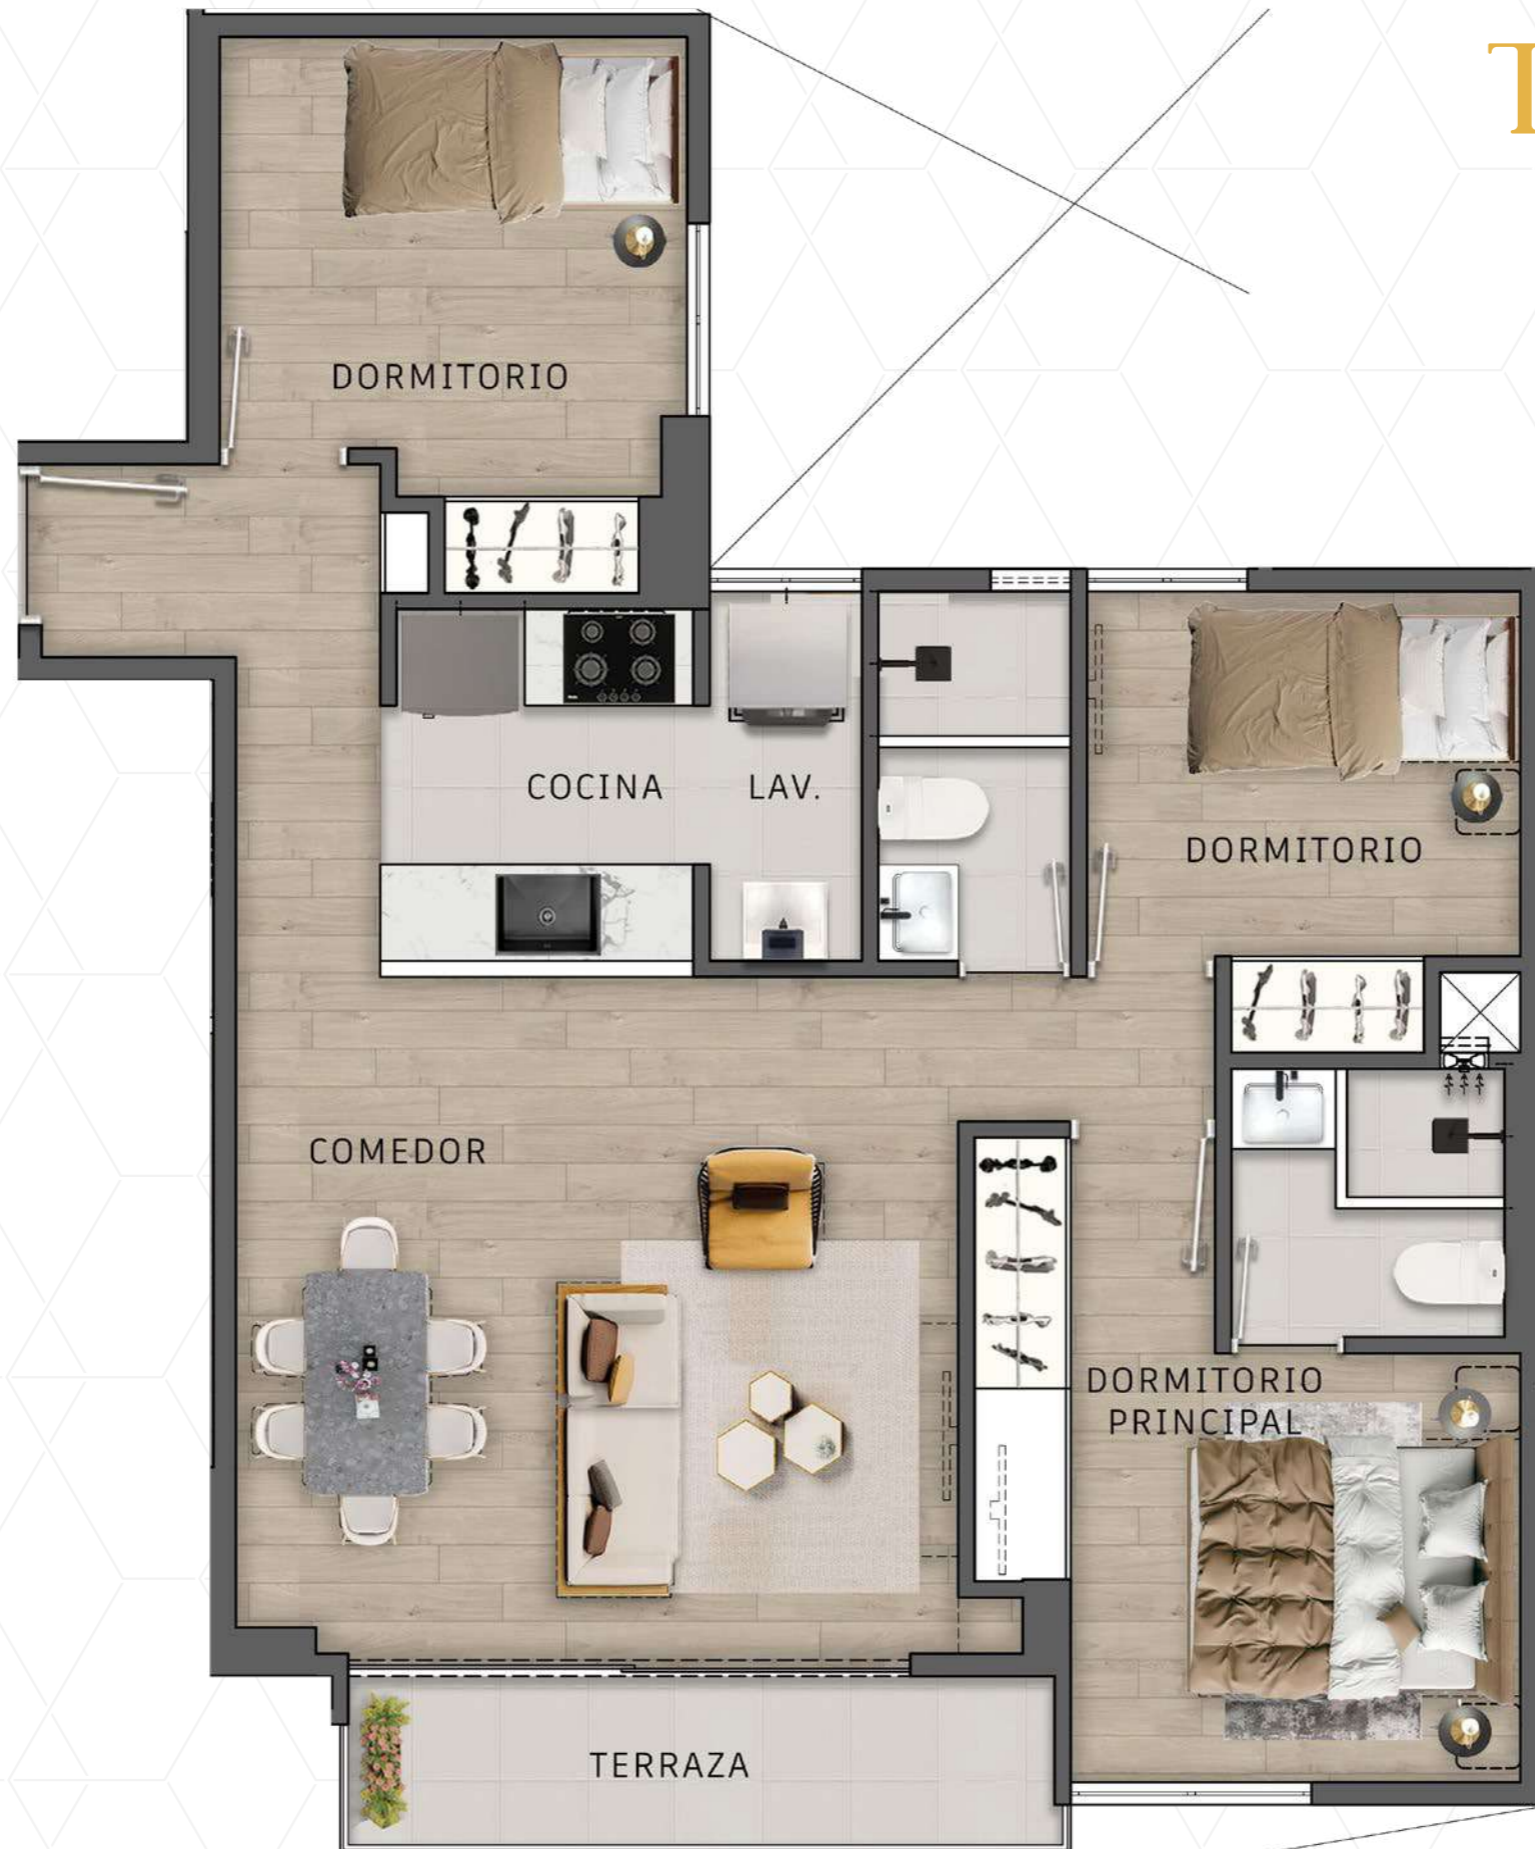 DORMITORIO
COCINA
LAV.
DORMITORIO
COMEDOR
DORMITORIO
PRINCIPAL
TERRAZA